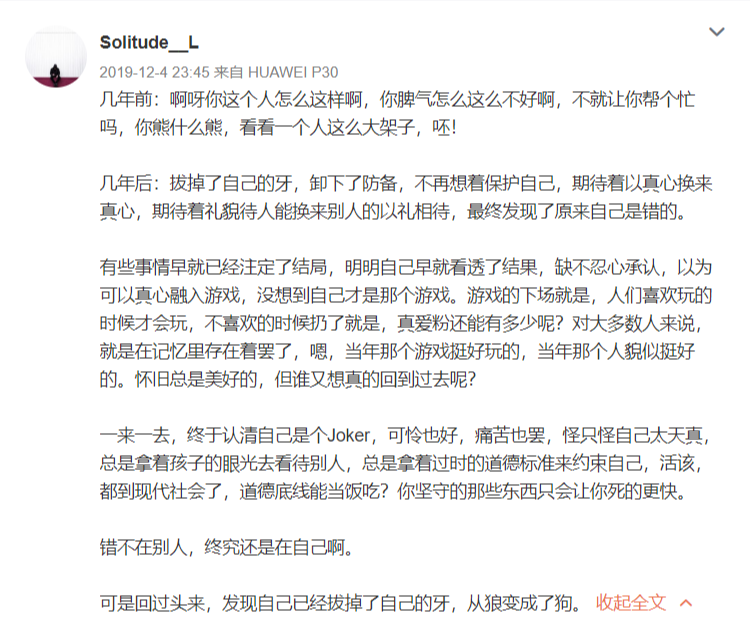 Solitude__L
2019-12-4 23:45 来自 HUAWEI P30
几年前：啊呀你这个人怎么这样啊，你脾气怎么这么不好啊，不就让你帮个忙
吗，你熊什么熊，看看一个人这么大架子，呸！
几年后：拔掉了自己的牙，卸下了防备，不再想着保护自己，期待着以真心换来
真心，期待着礼貌待人能换来别人的以礼相待，最终发现了原来自己是错的。
有些事情早就已经注定了结局，明明自己早就看透了结果，缺不忍心承认，以为
可以真心融入游戏，没想到自己才是那个游戏。游戏的下场就是，人们喜欢玩的
时候才会玩，不喜欢的时候扔了就是，真爱粉还能有多少呢？对大多数人来说，
就是在记忆里存在着罢了，嗯，当年那个游戏挺好玩的，当年那个人貌似挺好
的。怀旧总是美好的，但谁又想真的回到过去呢？
一来一去，终于认清自己是个Joker，可怜也好，痛苦也罢，怪只怪自己太天真，
总是拿着孩子的眼光去看待别人，总是拿着过时的道德标准来约束自己，活该，
都到现代社会了，道德底线能当饭吃？你坚守的那些东西只会让你死的更快。
错不在别人，终究还是在自己啊。
可是回过头来，发现自己已经拔掉了自己的牙，从狼变成了狗。 收起全文